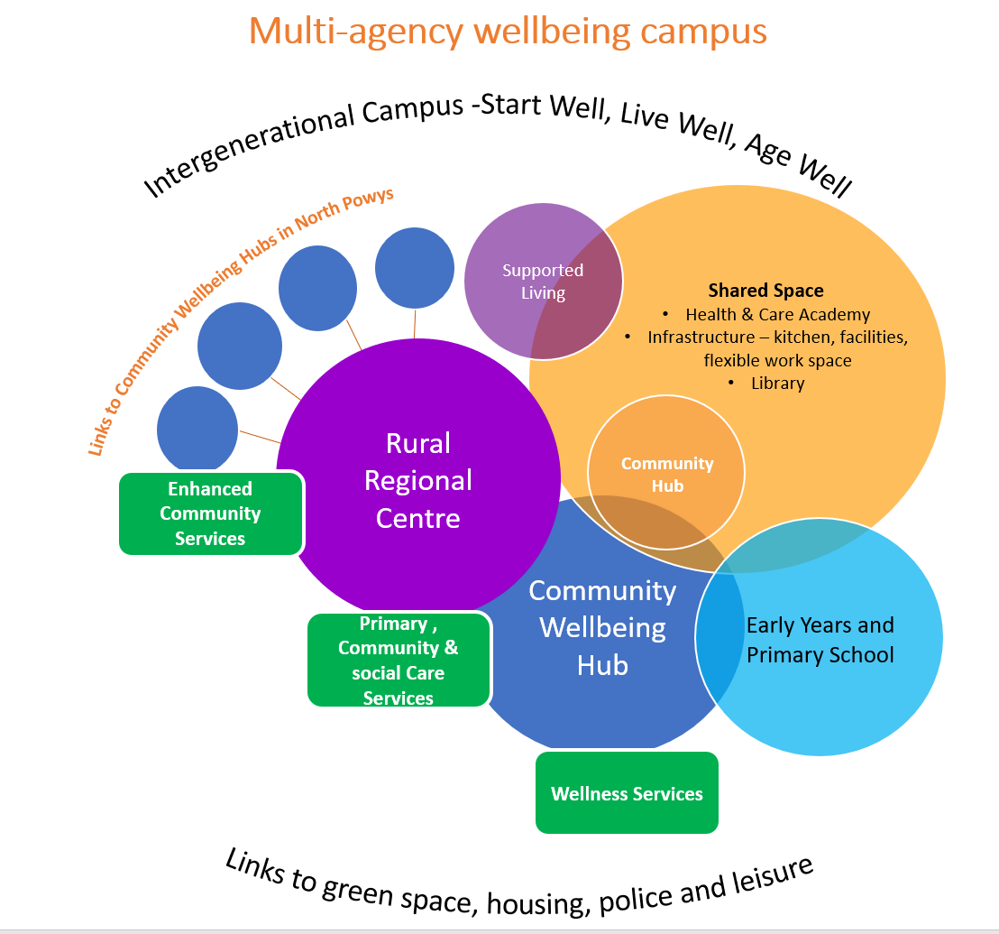 Multi-agency wellbeing campus
Intergenerational Campus -Start Well, Live Well, Age Well
Links to Community Wellbeing Hubs in North Powys
Supported
Living
Shared Space
• Health & Care Academy
• Infrastructure – kitchen, facilities,
flexible work space
• Library
Rural
Regional
Centre
Community
Hub
Enhanced
Community
Services
Community
Wellbeing
Hub
Early Years and
Primary School
Primary ,
Community &
social Care
Services
Wellness Services
Links to green space, housing, police and leisure